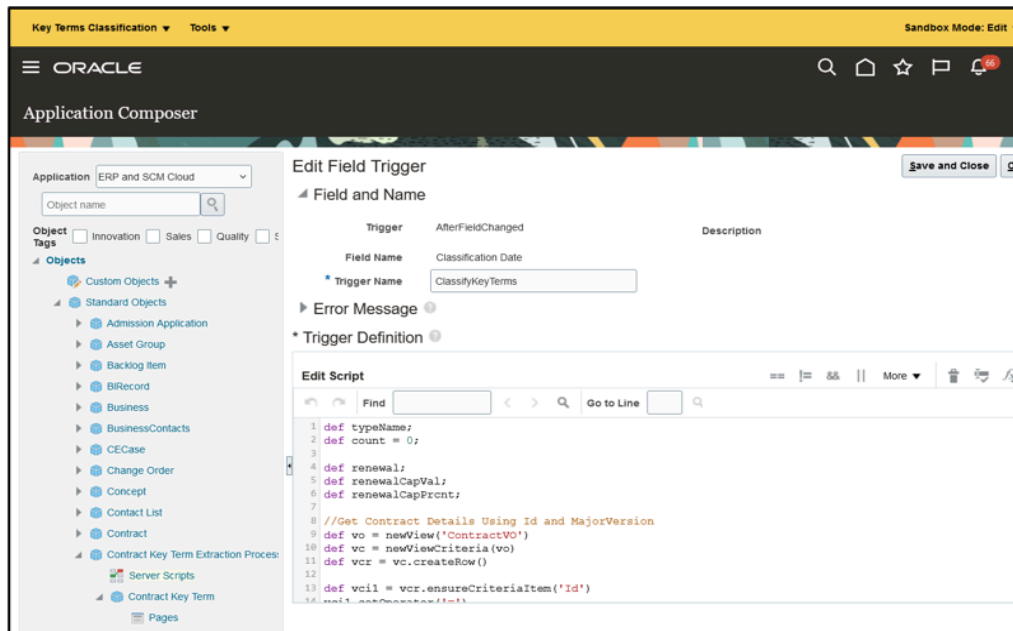 Key Terms Classification Tools Sandbox Mode: Edit
ORACLE 66
Application Composer
Application ERP and SCM Cloud
Object name
Object Tags Innovation Sales Quality S
Objects
Custom Objects
Standard Objects
Admission Application
Asset Group
Backlog Item
BIRecord
Business
BusinessContacts
CECase
Change Order
Concept
Contact List
Contract
Contract Key Term Extraction Proces
Server Scripts
Contract Key Term
Pages
Edit Field Trigger Save and Close
Field and Name
Trigger AfterFieldChanged Description
Field Name Classification Date
* Trigger Name ClassifyKeyTerms
Error Message ?
* Trigger Definition ?
Edit Script == != && || More
Find Go to Line
1 def typeName;
2 def count = 0;
3
4 def renewal;
5 def renewalCapVal;
6 def renewalCapPrcnt;
7
8 //Get Contract Details Using Id and MajorVersion
9 def vo = newView('ContractVO')
10 def vc = newViewCriteria(vo)
11 def vcr = vc.createRow()
12
13 def vci1 = vcr.ensureCriteriaItem('Id')